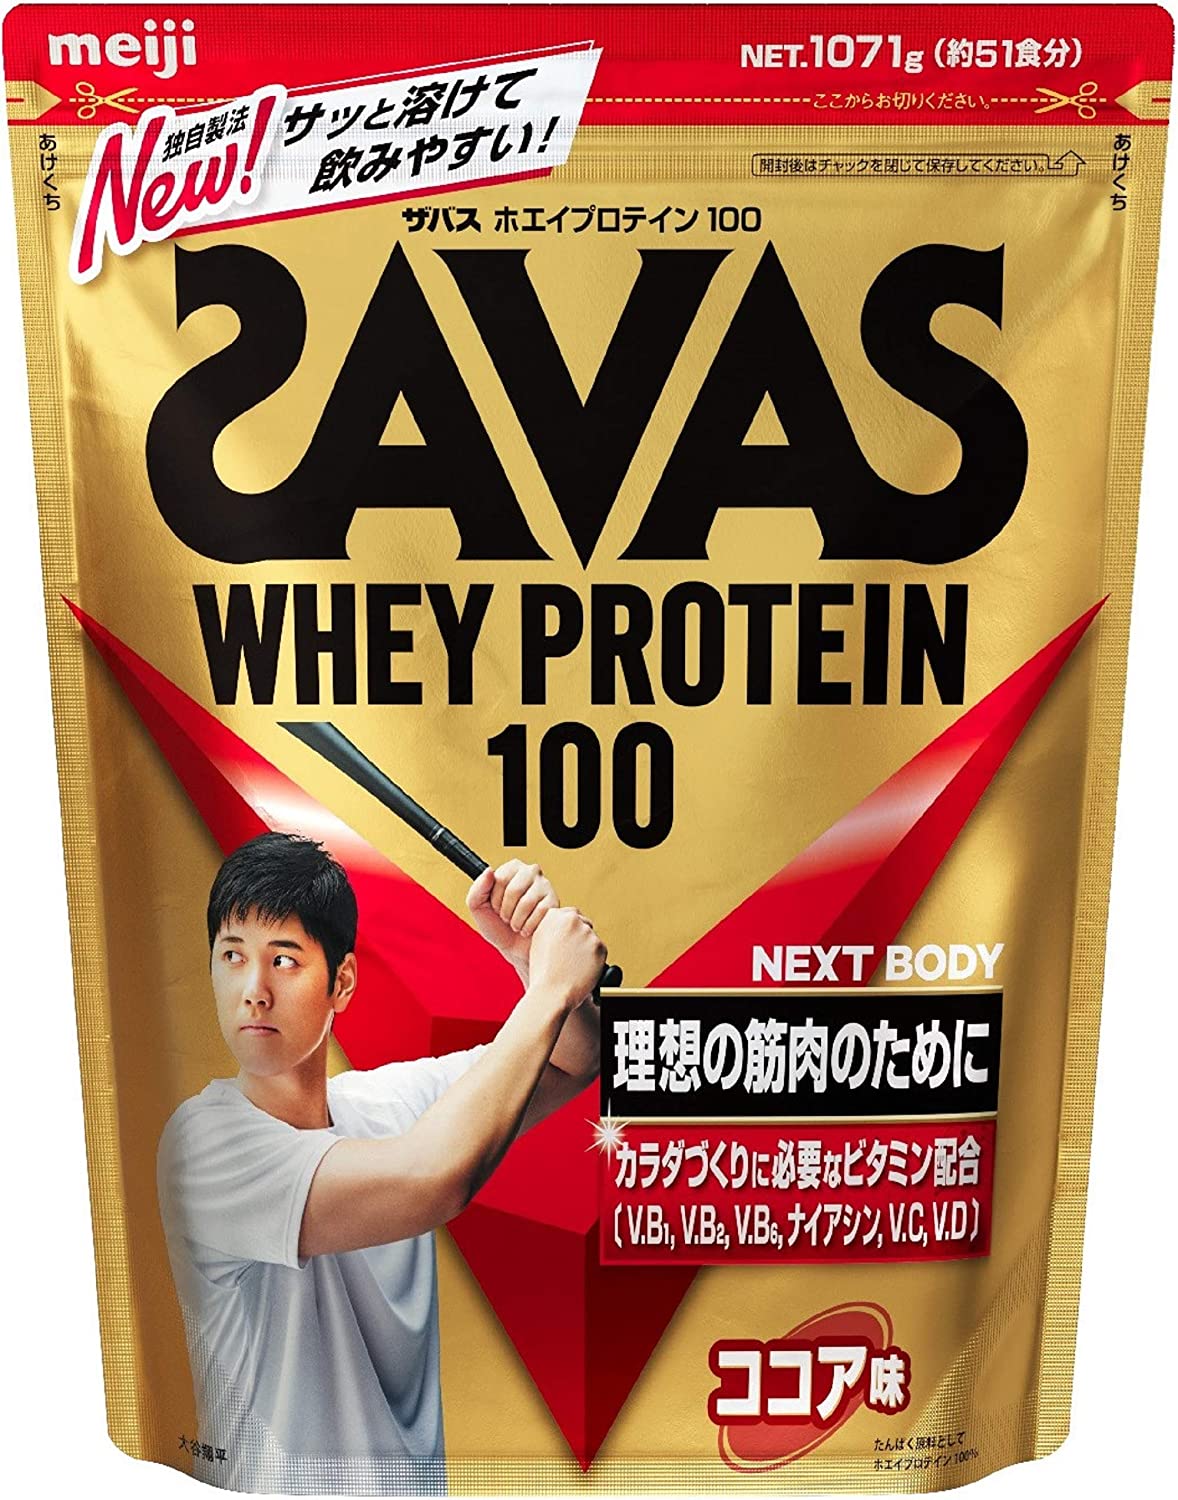 meiji
NET.1071g（約51食分）
ここからお切りください。
あけくち
あけくち
New!
独自製法
サッと溶けて
飲みやすい!
開封後はチャックを閉じて保存してください。
ザバス ホエイプロテイン100
SAVAS
WHEY PROTEIN
100
NEXT BODY
理想の筋肉のために
カラダづくりに必要なビタミン配合
〔V.B₁, V.B₂, V.B₆, ナイアシン, V.C, V.D〕
ココア味
大谷翔平
たんぱく原料として
ホエイプロテイン100%